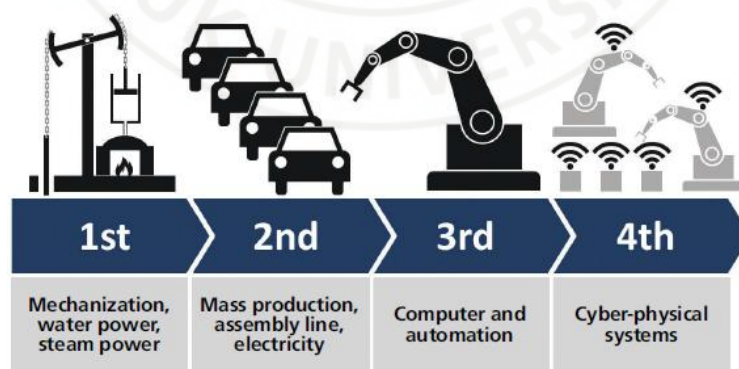 UNIVERSI
1st
2nd
3rd
4th
Mechanization,
water power,
steam power
Mass production,
assembly line,
electricity
Computer and
automation
Cyber-physical
systems